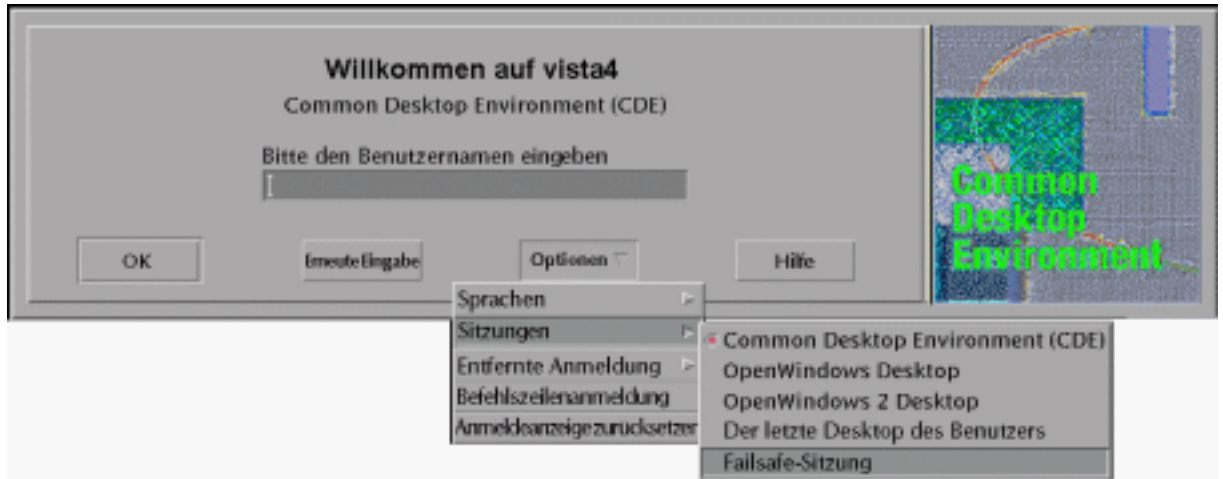 Willkommen auf vista4
Common Desktop Environment (CDE)
Bitte den Benutzernamen eingeben
OK
Erneute Eingabe
Optionen
Hilfe
Common
Desktop
Environment
Sprachen
Sitzungen
Entfernte Anmeldung
Befehlszeilenanmeldung
Anmeldeanzeige zurücksetzen
Common Desktop Environment (CDE)
OpenWindows Desktop
OpenWindows 2 Desktop
Der letzte Desktop des Benutzers
Failsafe-Sitzung